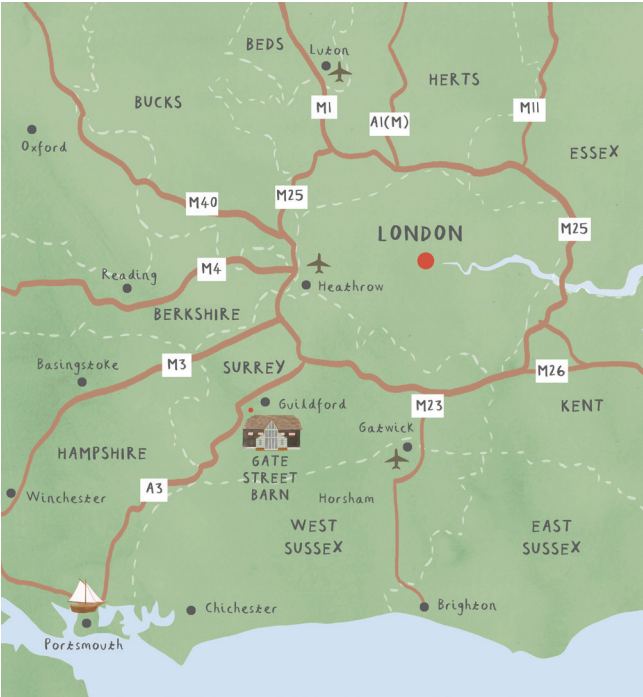 BEDS
Luton
HERTS
BUCKS
M1
A1(M)
M11
Oxford
ESSEX
M25
M40
M25
LONDON
M4
Reading
Heathrow
BERKSHIRE
Basingstoke
M3
SURREY
M26
Guildford
M23
KENT
Gatwick
HAMPSHIRE
GATE
STREET
BARN
A3
Winchester
Horsham
WEST
SUSSEX
EAST
SUSSEX
Chichester
Brighton
Portsmouth